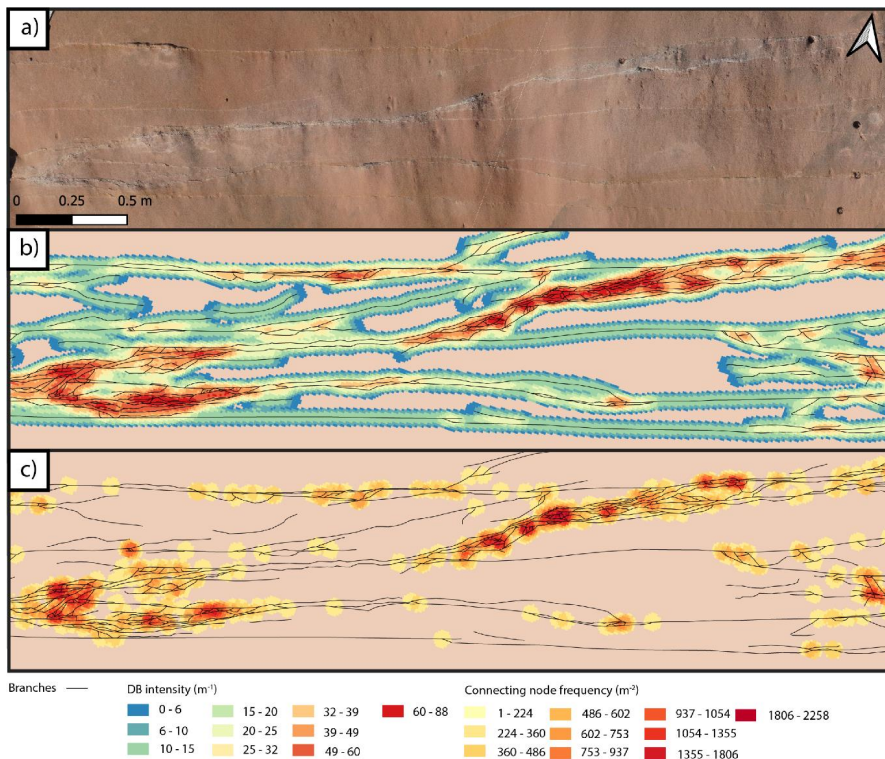 a)
0 0.25 0.5 m
b)
c)
Branches DB intensity (m⁻¹) Connecting node frequency (m⁻²)
0 - 6 15 - 20 32 - 39 60 - 88 1 - 224 486 - 602 937 - 1054 1806 - 2258
6 - 10 20 - 25 39 - 49 224 - 360 602 - 753 1054 - 1355
10 - 15 25 - 32 49 - 60 360 - 486 753 - 937 1355 - 1806